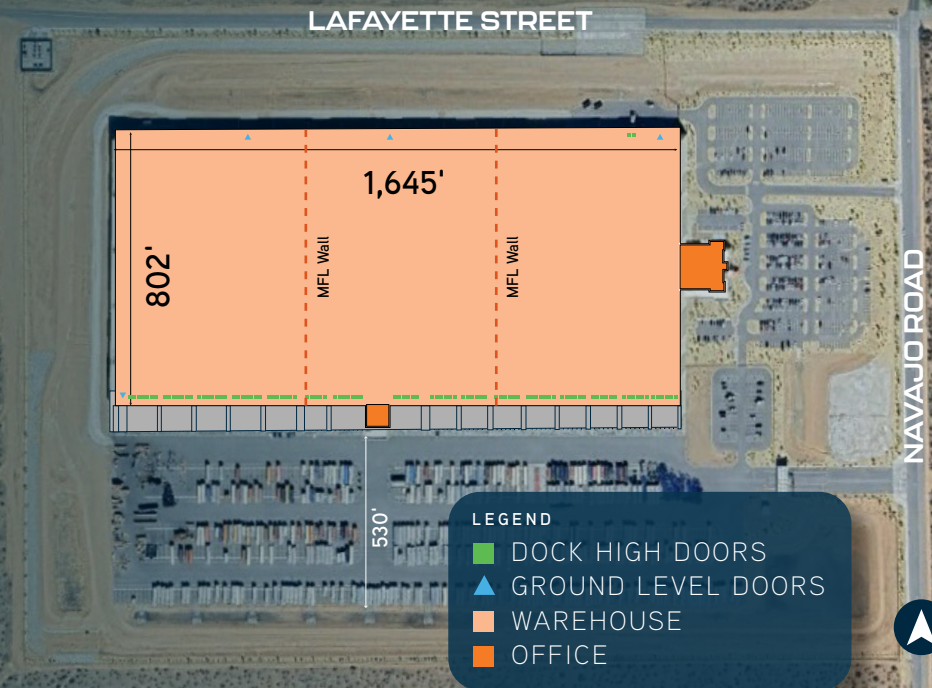 LAFAYETTE STREET
1,645'
802'
MFL Wall
MFL Wall
NAVAJO ROAD
530'
LEGEND
DOCK HIGH DOORS
GROUND LEVEL DOORS
WAREHOUSE
OFFICE